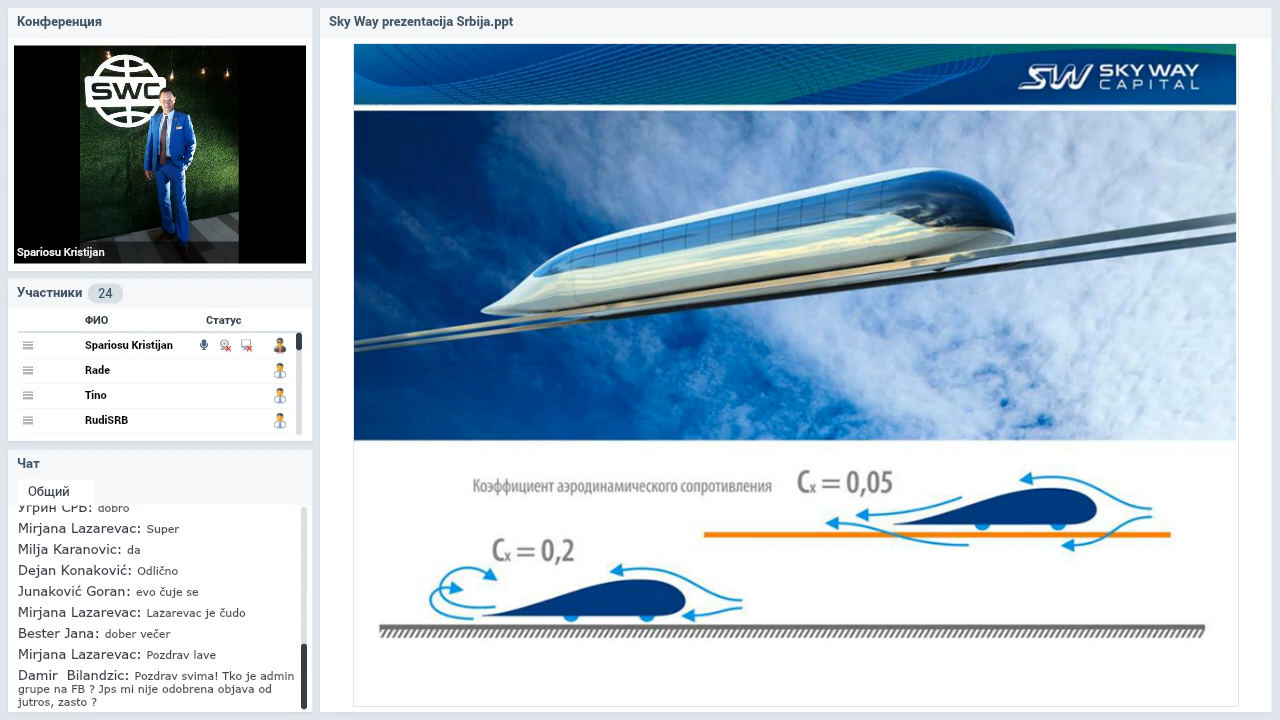 Конференция
SWC
Spariosu Kristijan
Участники 24
ФИО Статус
Spariosu Kristijan
Rade
Tino
RudiSRB
Чат
Общий
Угрин СРБ: dobro
Mirjana Lazarevac: Super
Milja Karanovic: da
Dejan Konaković: Odlično
Junaković Goran: evo čuje se
Mirjana Lazarevac: Lazarevac je čudo
Bester Jana: dober večer
Mirjana Lazarevac: Pozdrav lave
Damir Bilandzic: Pozdrav svima! Tko je admin
grupe na FB ? Jps mi nije odobrena objava od
jutros, zasto ?
Sky Way prezentacija Srbija.ppt
SW SKY WAY
CAPITAL
Коэффициент аэродинамического сопротивления
Cx = 0,05
Cx = 0,2